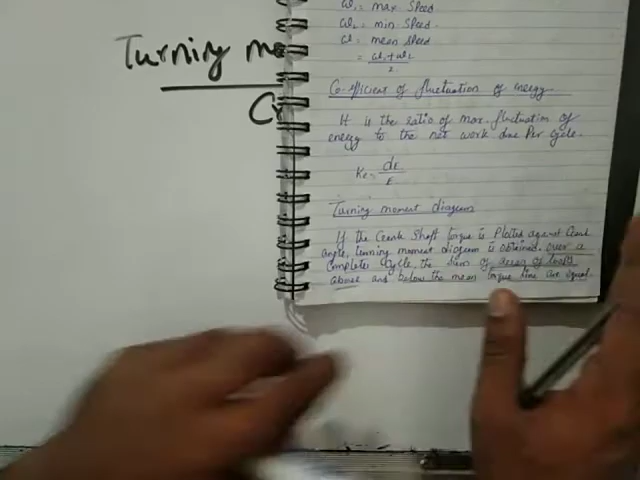 ω₁ = max Speed
ω₂ = min Speed.
ω = mean Speed
= ω₁+ω₂
2
Co-efficient of fluctuation of energy.
It is the ratio of max. fluctuation of
energy to the net work done Per Cycle.
Ke = dE
E
Turning moment diagram
If the Crank Shaft torque is Plotted against Crank
angle, turning moment diagram is obtained. over a
Complete Cycle the Sum of areas of loops
above and below the mean torque line are equal.
Turning